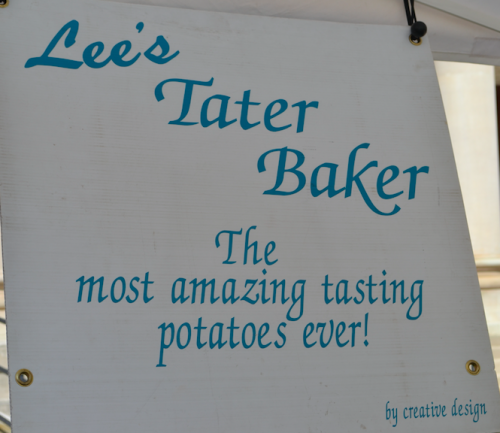 Lee's
Tater
Baker
The
most amazing tasting
potatoes ever!
by creative design